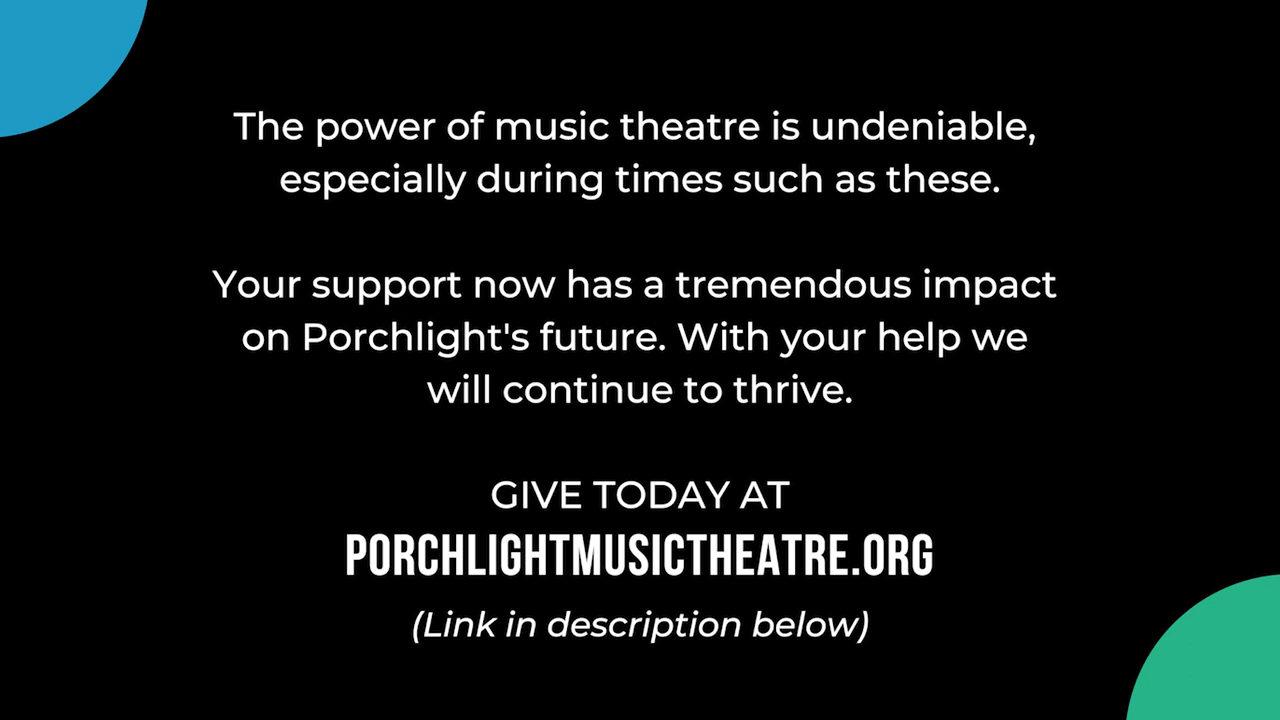 The power of music theatre is undeniable,
especially during times such as these.
Your support now has a tremendous impact
on Porchlight's future. With your help we
will continue to thrive.
GIVE TODAY AT
PORCHLIGHTMUSICTHEATRE.ORG
(Link in description below)